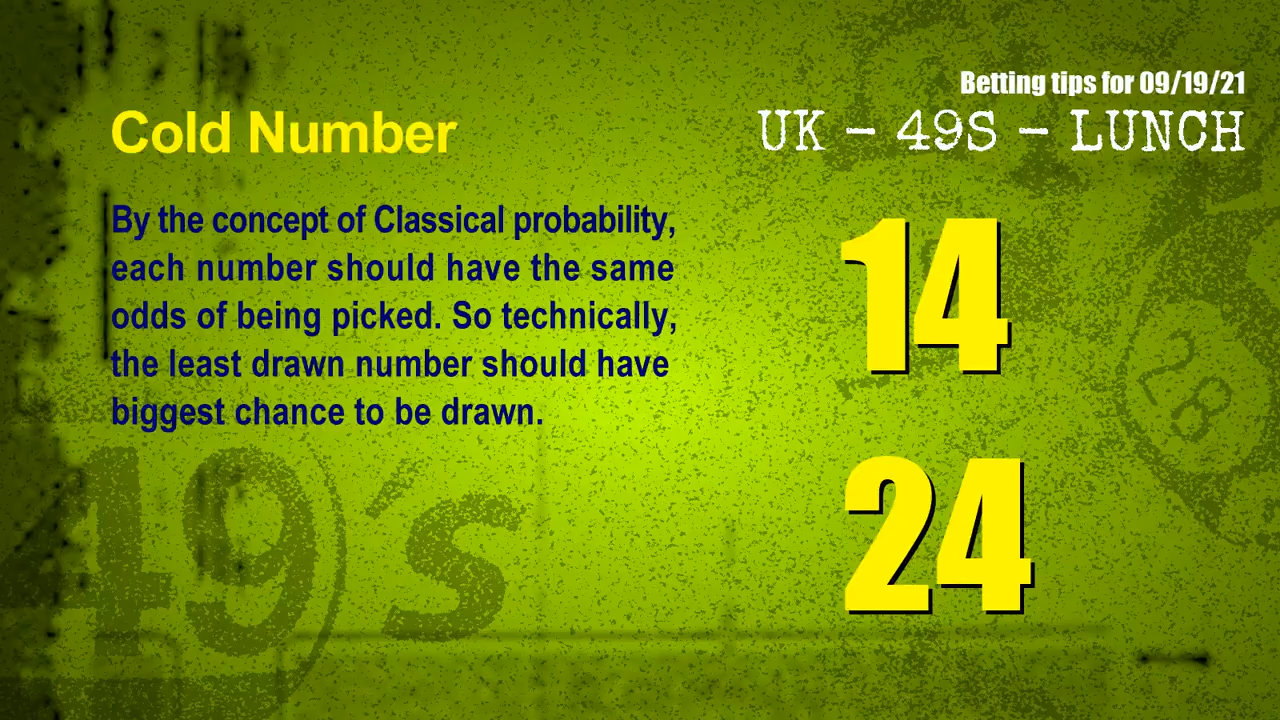 Betting tips for 09/19/21
UK - 49S - LUNCH
Cold Number
By the concept of Classical probability,
each number should have the same
odds of being picked. So technically,
the least drawn number should have
biggest chance to be drawn.
14
24
28
49's